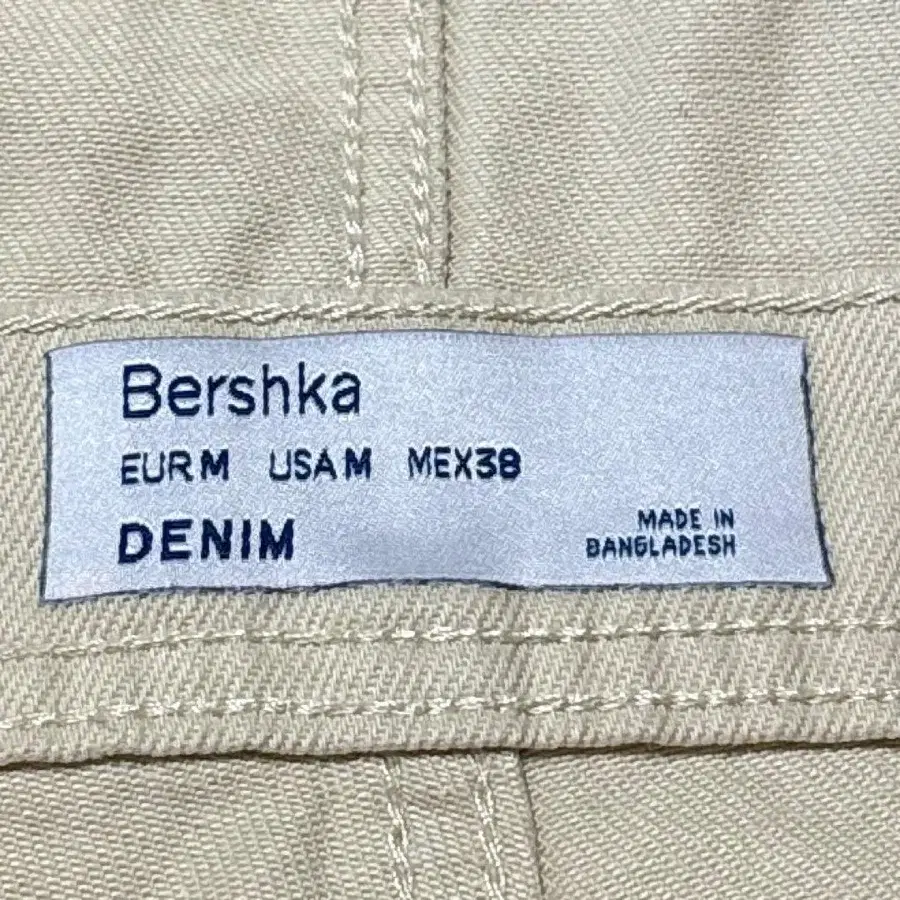 Bershka
EUR M USA M MEX 38
DENIM
MADE IN
BANGLADESH